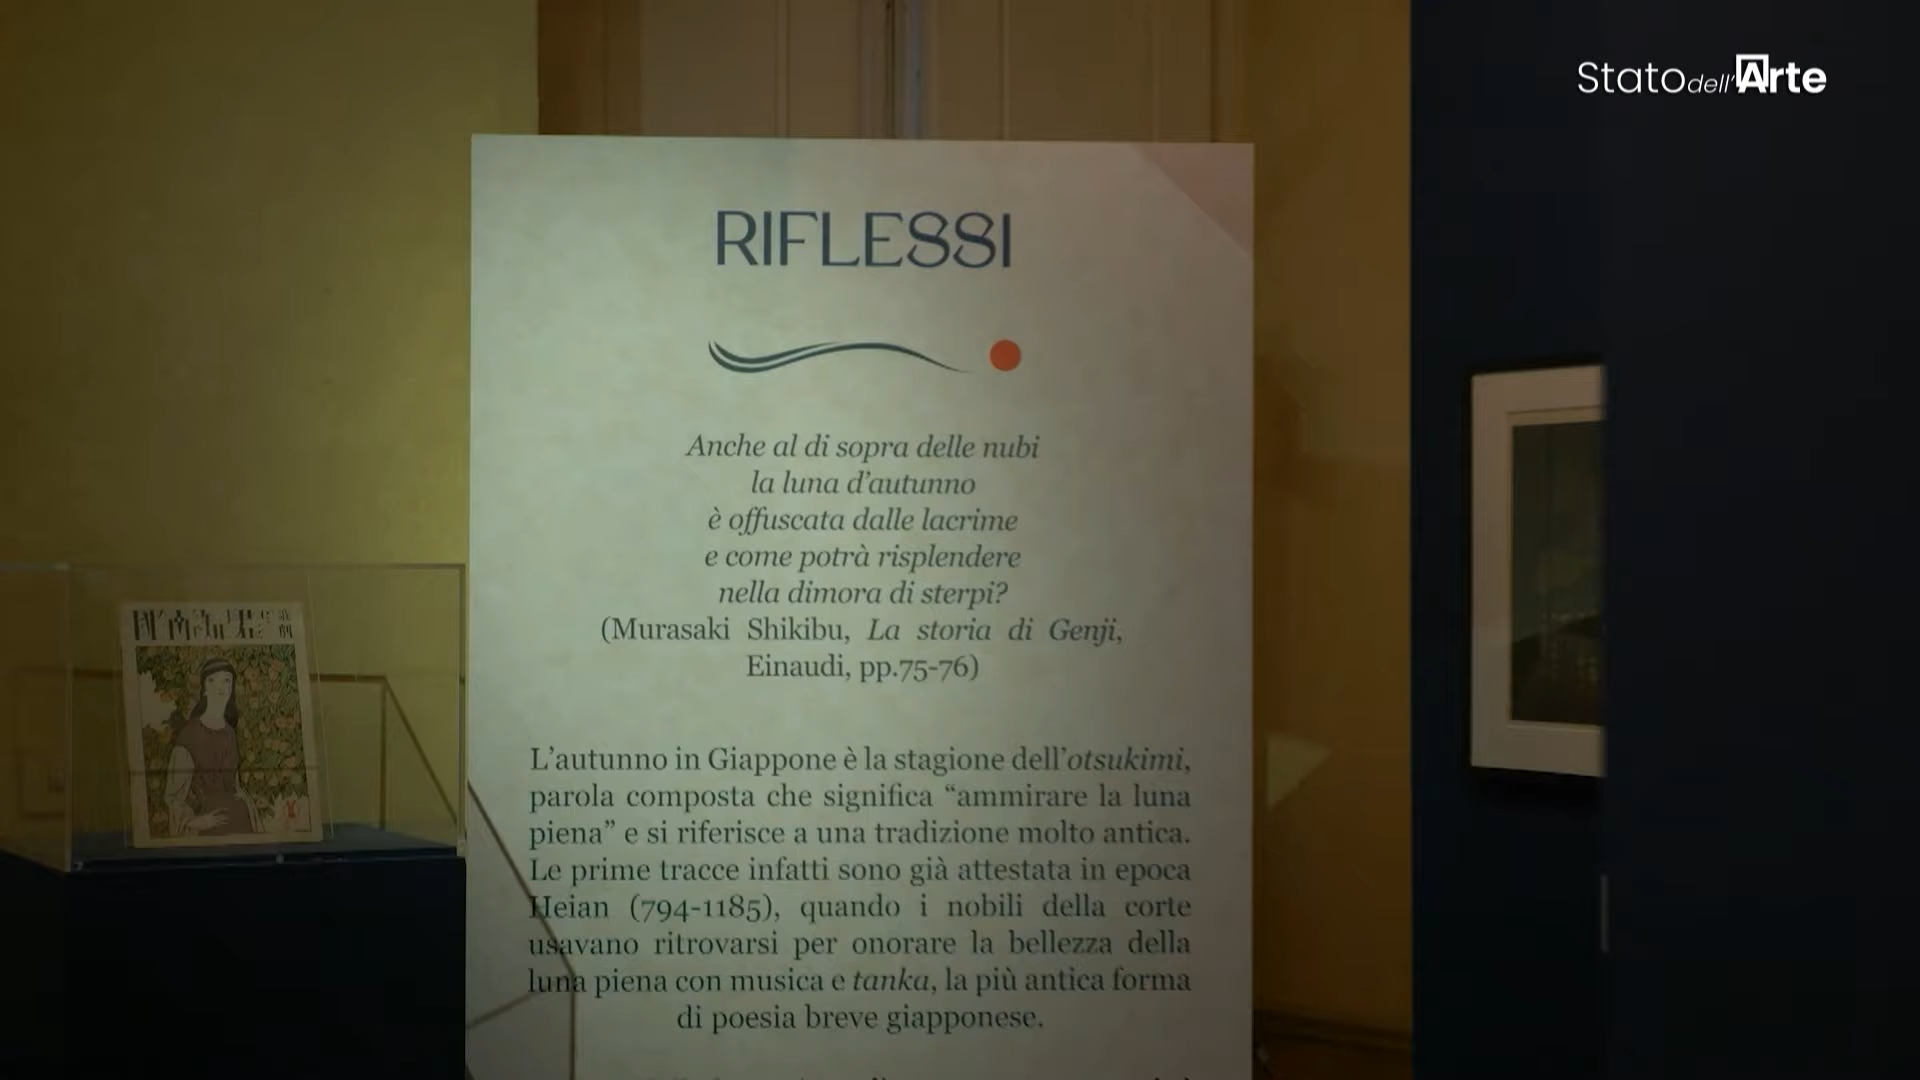 Stato dell'Arte
RIFLESSI
Anche al di sopra delle nubi
la luna d'autunno
è offuscata dalle lacrime
e come potrà risplendere
nella dimora di sterpi?
(Murasaki Shikibu, La storia di Genji,
Einaudi, pp.75-76)
L'autunno in Giappone è la stagione dell'otsukimi,
parola composta che significa “ammirare la luna
piena” e si riferisce a una tradizione molto antica.
Le prime tracce infatti sono già attestata in epoca
Heian (794-1185), quando i nobili della corte
usavano ritrovarsi per onorare la bellezza della
luna piena con musica e tanka, la più antica forma
di poesia breve giapponese.